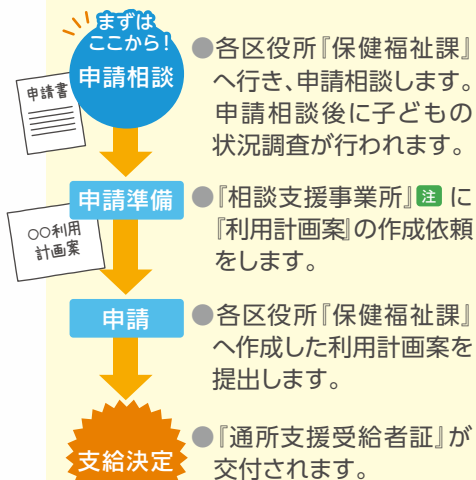 まずは
ここから！
申請相談
申請書
●各区役所『保健福祉課』
へ行き、申請相談します。
申請相談後に子どもの
状況調査が行われます。
申請準備
○○利用
計画案
●『相談支援事業所』注 に
『利用計画案』の作成依頼
をします。
申請
●各区役所『保健福祉課』
へ作成した利用計画案を
提出します。
支給決定
●『通所支援受給者証』が
交付されます。